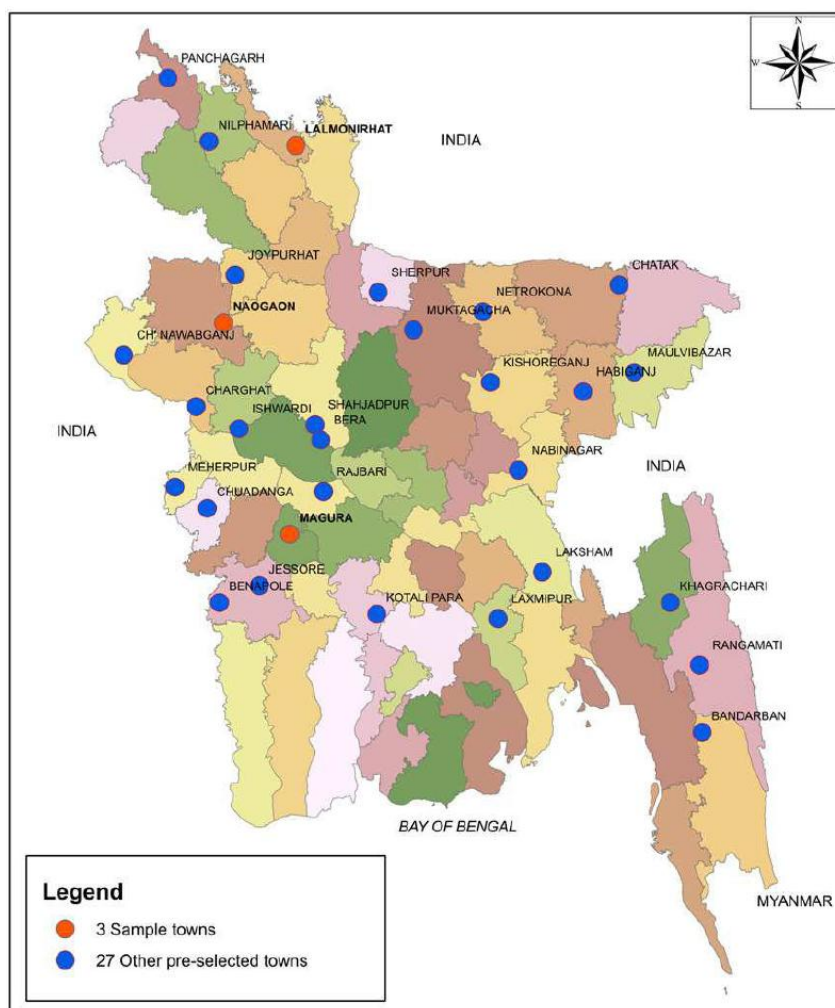 N
W
E
S
PANCHAGARH
NILPHAMARI
LALMONIRHAT
INDIA
JOYPURHAT
SHERPUR
CHATAK
NAOGAON
NETROKONA
MUKTAGACHA
CH' NAWABGANJ
MAULVIBAZAR
KISHOREGANJ
HABIGANJ
CHARGHAT
ISHWARDI
SHAHJADPUR
BERA
INDIA
MEHERPUR
RAJBARI
NABINAGAR
INDIA
CHUADANGA
MAGURA
LAKSHAM
JESSORE
BENAPOLE
KOTALI PARA
LAXMIPUR
KHAGRACHARI
RANGAMATI
BANDARBAN
BAY OF BENGAL
MYANMAR
Legend
3 Sample towns
27 Other pre-selected towns